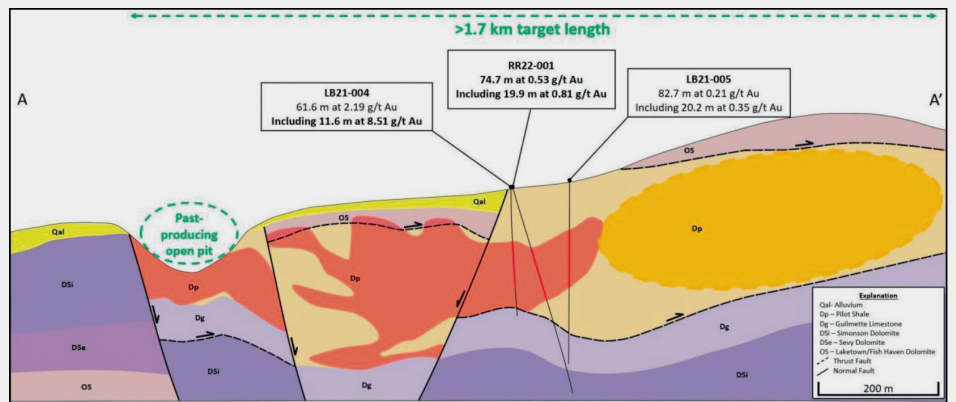 >1.7 km target length
RR22-001
74.7 m at 0.53 g/t Au
Including 19.9 m at 0.81 g/t Au
LB21-004
61.6 m at 2.19 g/t Au
Including 11.6 m at 8.51 g/t Au
LB21-005
82.7 m at 0.21 g/t Au
Including 20.2 m at 0.35 g/t Au
A
A'
OS
Qal
Qal
OS
Past-
producing
open pit
Dp
DSi
Dp
Dp
Dg
Dg
DSe
DSi
OS
Dg
DSi
Explanation
Qal- Alluvium
Dp – Pilot Shale
Dg – Guilmette Limestone
DSi – Simonson Dolomite
DSe – Sevy Dolomite
OS – Laketown/Fish Haven Dolomite
Thrust Fault
Normal Fault
200 m